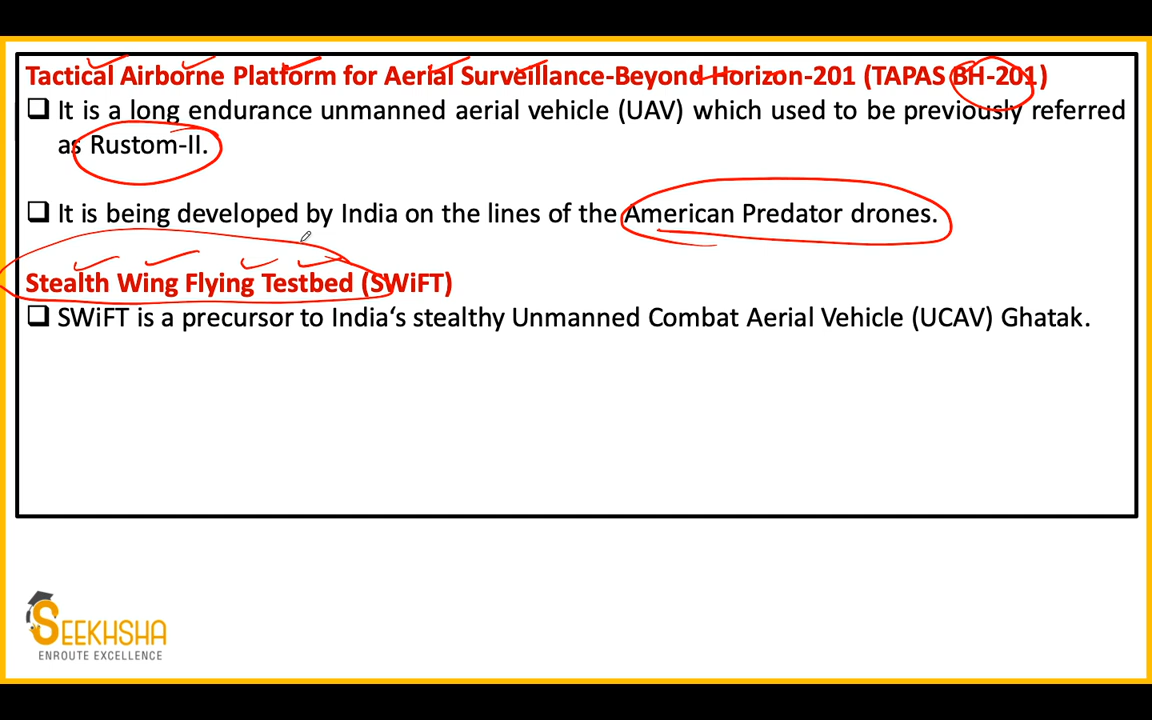 Tactical Airborne Platform for Aerial Surveillance-Beyond Horizon-201 (TAPAS BH-201)
❑ It is a long endurance unmanned aerial vehicle (UAV) which used to be previously referred
as Rustom-II.
❑ It is being developed by India on the lines of the American Predator drones.
Stealth Wing Flying Testbed (SWiFT)
❑ SWiFT is a precursor to India‘s stealthy Unmanned Combat Aerial Vehicle (UCAV) Ghatak.
SEEKHSHA
ENROUTE EXCELLENCE